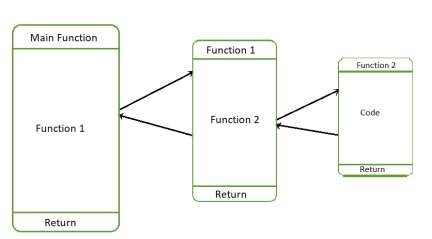 Main Function
Function 1
Return
Function 1
Function 2
Return
Function 2
Code
Return